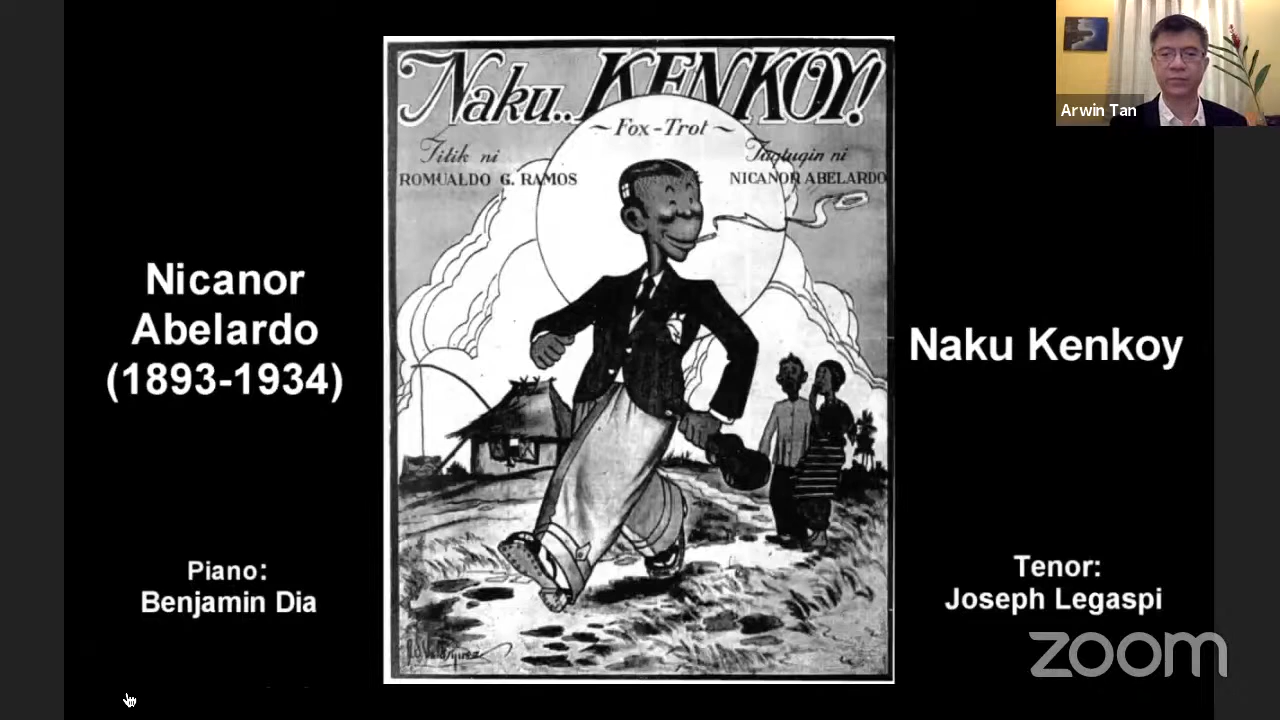 Naku.. KENKOY!
~ Fox-Trot ~
Titik ni
ROMUALDO G. RAMOS
Tugtugin ni
NICANOR ABELARDO
Nicanor
Abelardo
(1893-1934)
Naku Kenkoy
Piano:
Benjamin Dia
Tenor:
Joseph Legaspi
Arwin Tan
zoom